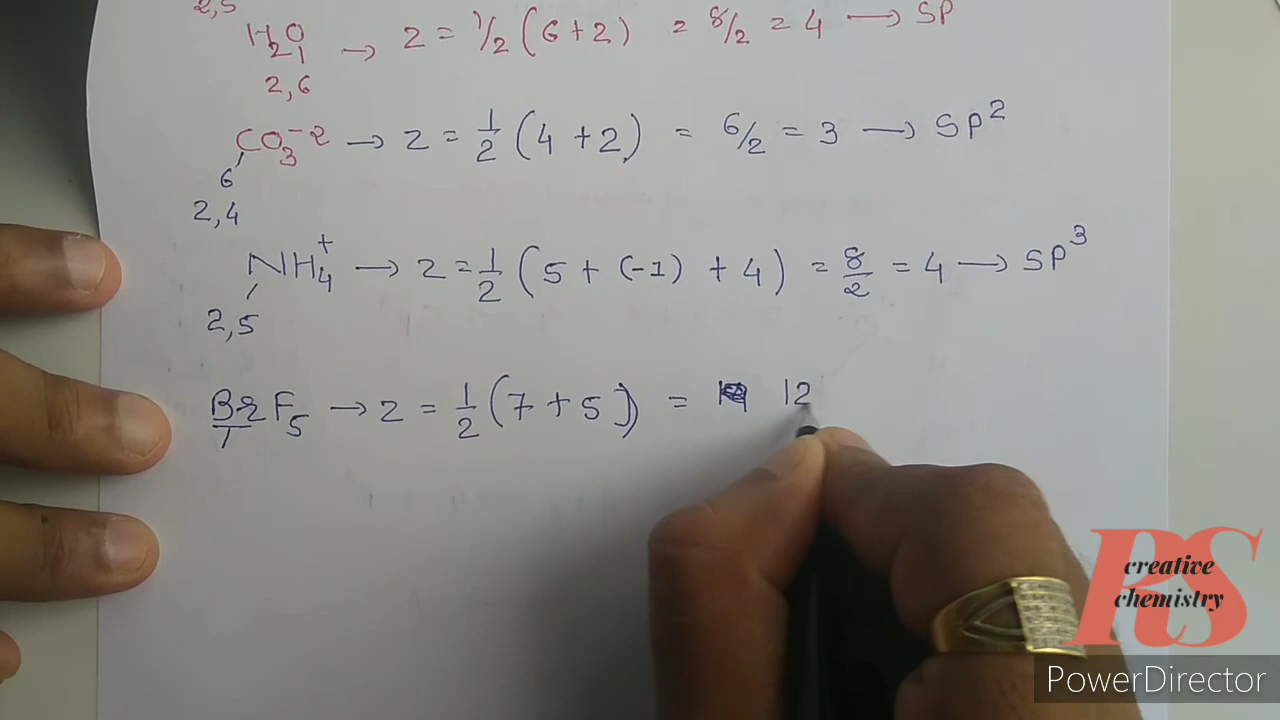 2,5
H2O → Z = 1/2 (6+2) = 8/2 = 4 → SP
2,6
CO3-2 → Z = 1/2 (4+2) = 6/2 = 3 → SP2
6
2,4
NH4+ → Z = 1/2 (5 + (-1) + 4) = 8/2 = 4 → SP3
2,5
BrF5 → Z = 1/2 (7+5) = 12
RS
creative
chemistry
PowerDirector